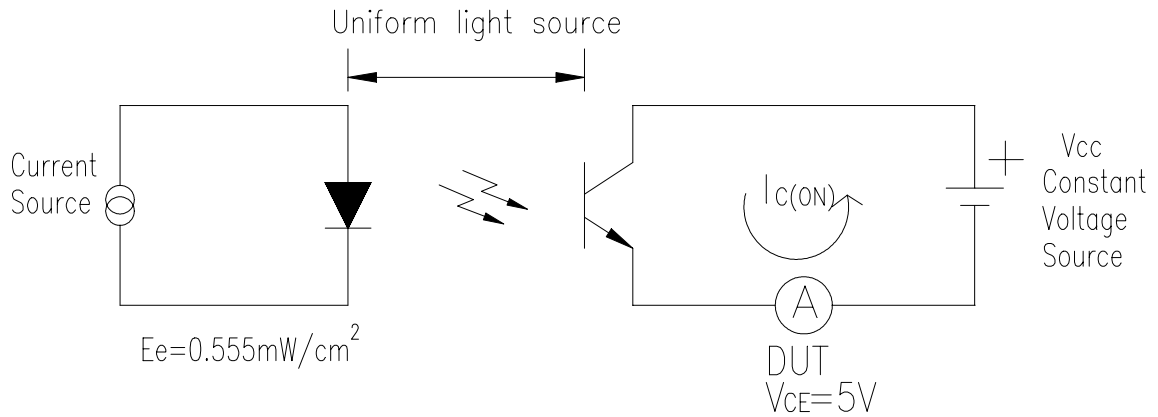 Uniform light source
Current
Source
IC(ON)
+
Vcc
Constant
Voltage
Source
A
Ee=0.555mW/cm²
DUT
VCE=5V